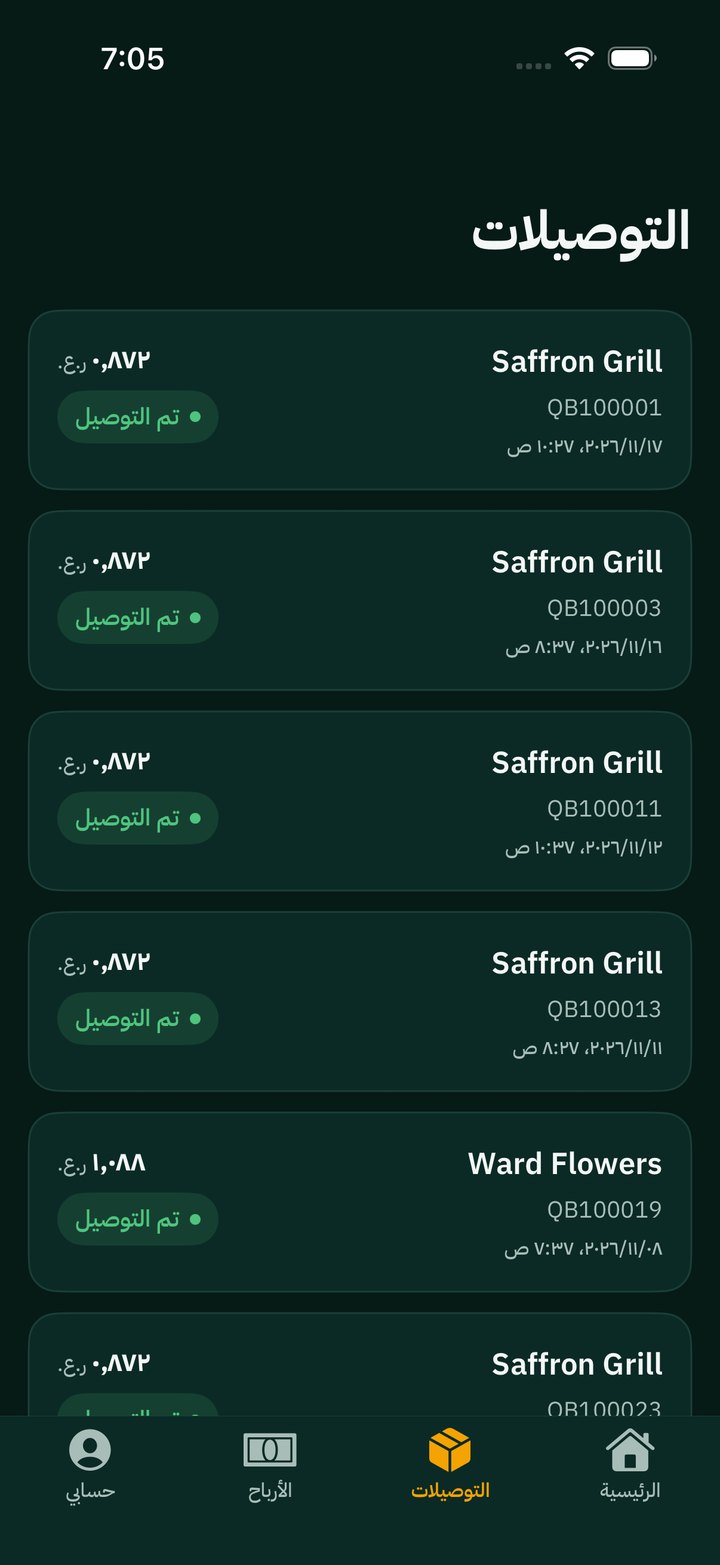 7:05
التوصيلات
Saffron Grill
٠٫٨٧٢ ر.ع.
QB100001
تم التوصيل
٢٠٢٦/١١/١٧، ١٠:٢٧ ص
Saffron Grill
٠٫٨٧٢ ر.ع.
QB100003
تم التوصيل
٢٠٢٦/١١/١٦، ٨:٣٧ ص
Saffron Grill
٠٫٨٧٢ ر.ع.
QB100011
تم التوصيل
٢٠٢٦/١١/١٢، ١٠:٣٧ ص
Saffron Grill
٠٫٨٧٢ ر.ع.
QB100013
تم التوصيل
٢٠٢٦/١١/١١، ٨:٢٧ ص
Ward Flowers
١٫٠٨٨ ر.ع.
QB100019
تم التوصيل
٢٠٢٦/١١/٠٨، ٧:٣٧ ص
Saffron Grill
٠٫٨٧٢ ر.ع.
QB100023
الرئيسية
التوصيلات
الأرباح
حسابي